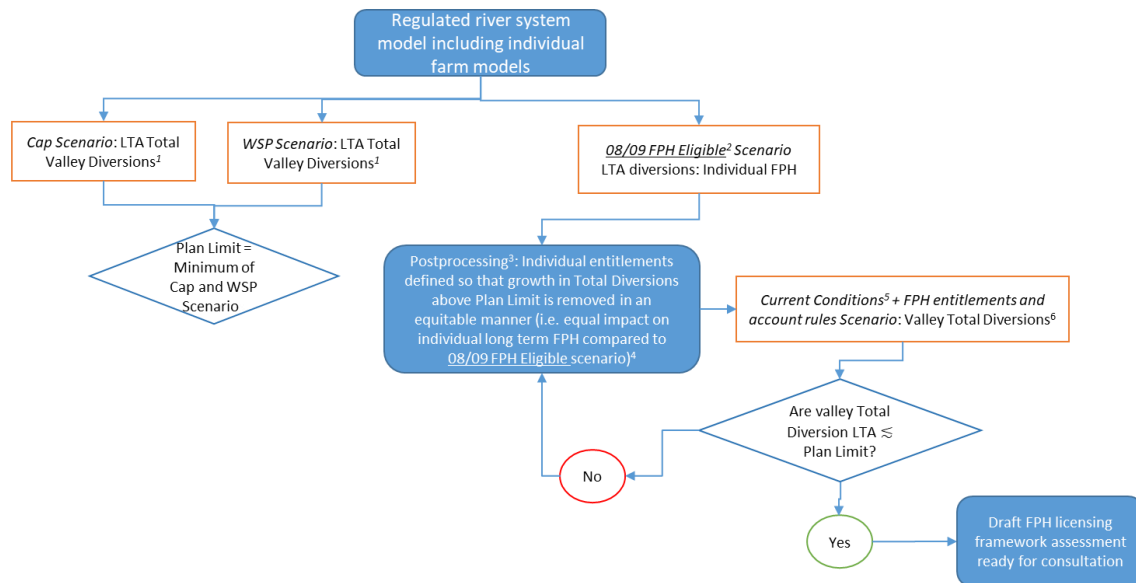 Regulated river system
model including individual
farm models
Cap Scenario: LTA Total
Valley Diversions¹
WSP Scenario: LTA Total
Valley Diversions¹
08/09 FPH Eligible² Scenario
LTA diversions: Individual FPH
Plan Limit =
Minimum of
Cap and WSP
Scenario
Postprocessing³: Individual entitlements
defined so that growth in Total Diversions
above Plan Limit is removed in an
equitable manner (i.e. equal impact on
individual long term FPH compared to
08/09 FPH Eligible scenario)⁴
Current Conditions⁵ + FPH entitlements and
account rules Scenario: Valley Total Diversions⁶
Are valley Total
Diversion LTA ≲
Plan Limit?
No
Yes
Draft FPH licensing
framework assessment
ready for consultation